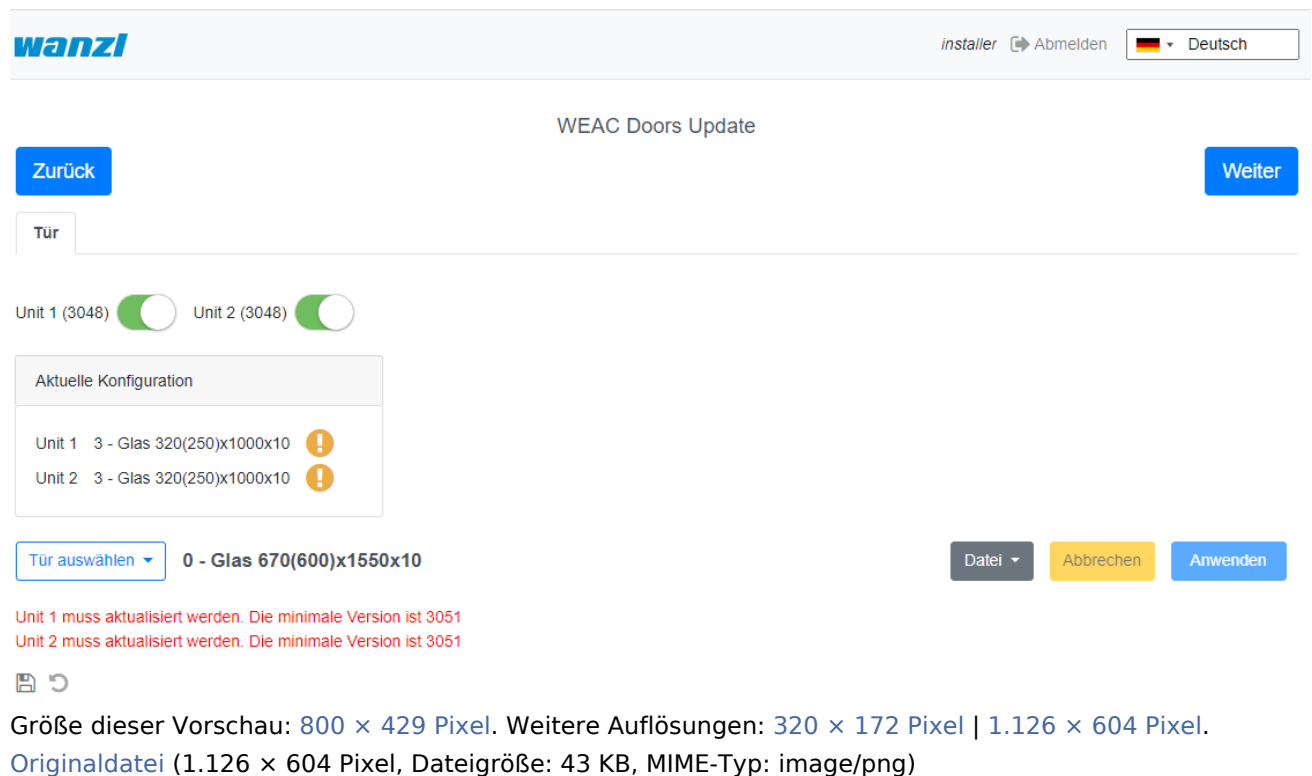 wanzl
installer Abmelden Deutsch
WEAC Doors Update
Zurück Weiter
Tür
Unit 1 (3048) Unit 2 (3048)
Aktuelle Konfiguration
Unit 1 3 - Glas 320(250)x1000x10
Unit 2 3 - Glas 320(250)x1000x10
Tür auswählen 0 - Glas 670(600)x1550x10 Datei Abbrechen Anwenden
Unit 1 muss aktualisiert werden. Die minimale Version ist 3051
Unit 2 muss aktualisiert werden. Die minimale Version ist 3051
Größe dieser Vorschau: 800 × 429 Pixel. Weitere Auflösungen: 320 × 172 Pixel | 1.126 × 604 Pixel.
Originaldatei (1.126 × 604 Pixel, Dateigröße: 43 KB, MIME-Typ: image/png)